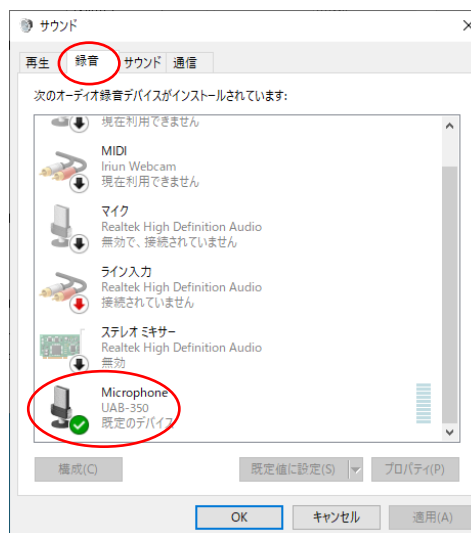 サウンド
再生 録音 サウンド 通信
次のオーディオ録音デバイスがインストールされています:
現在利用できません
MIDI
Iriun Webcam
現在利用できません
マイク
Realtek High Definition Audio
無効で、接続されていません
ライン入力
Realtek High Definition Audio
接続されていません
ステレオ ミキサー
Realtek High Definition Audio
無効
Microphone
UAB-350
既定のデバイス
構成(C) 既定値に設定(S) プロパティ(P)
OK キャンセル 適用(A)